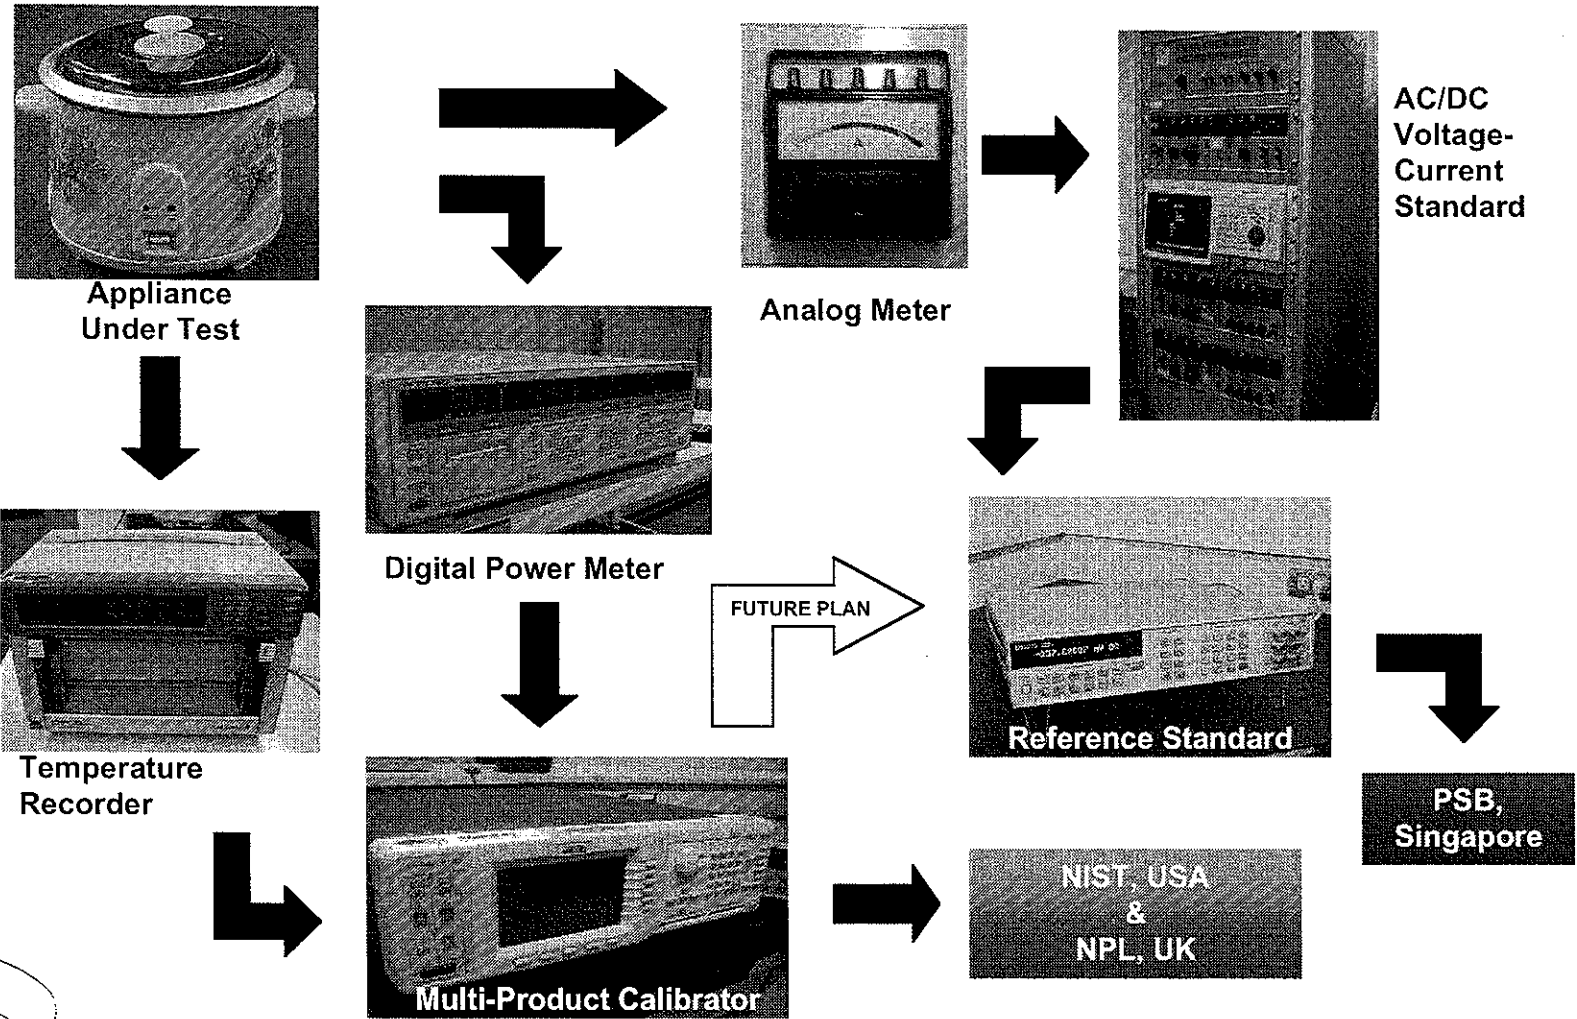 AC/DC
Voltage-
Current
Standard
Appliance
Under Test
Analog Meter
Digital Power Meter
FUTURE PLAN
Reference Standard
Temperature
Recorder
PSB,
Singapore
NIST, USA
&
NPL, UK
Multi-Product Calibrator